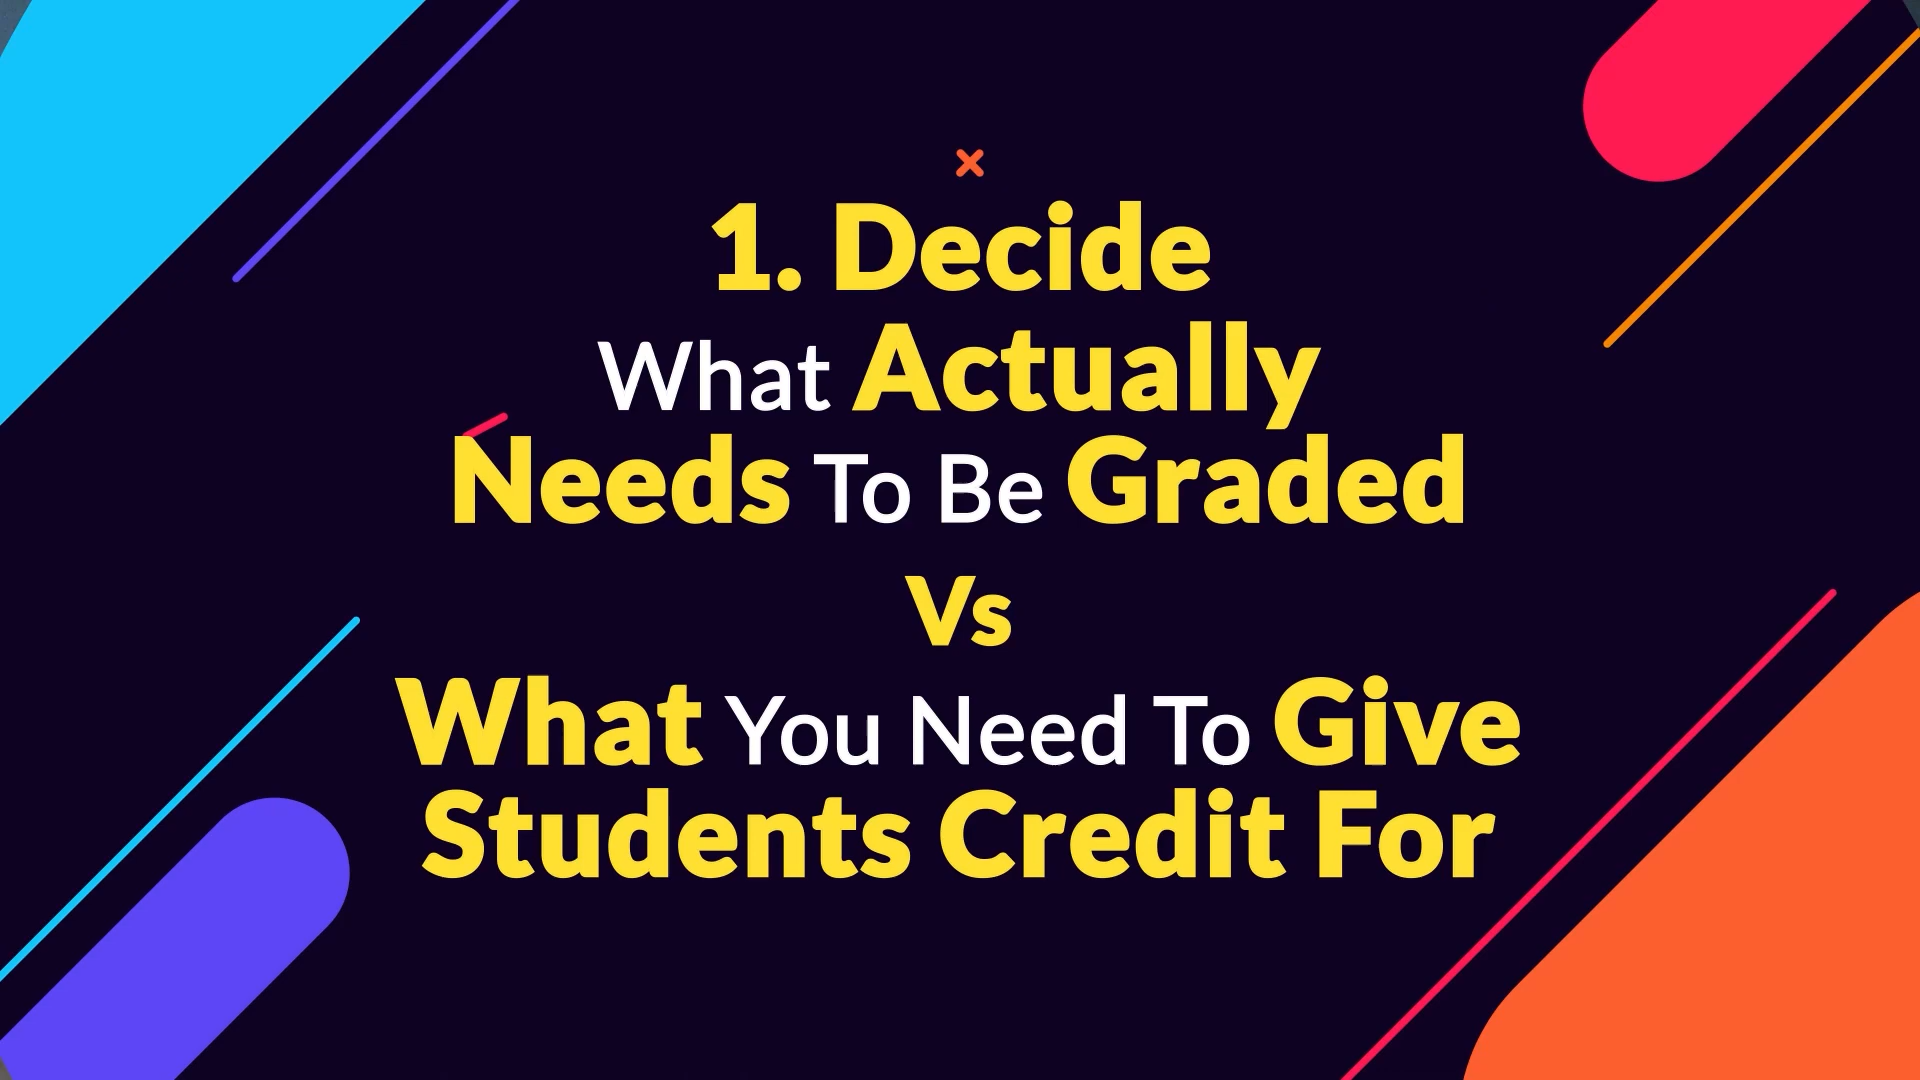 1. Decide
What Actually
Needs To Be Graded
Vs
What You Need To Give
Students Credit For